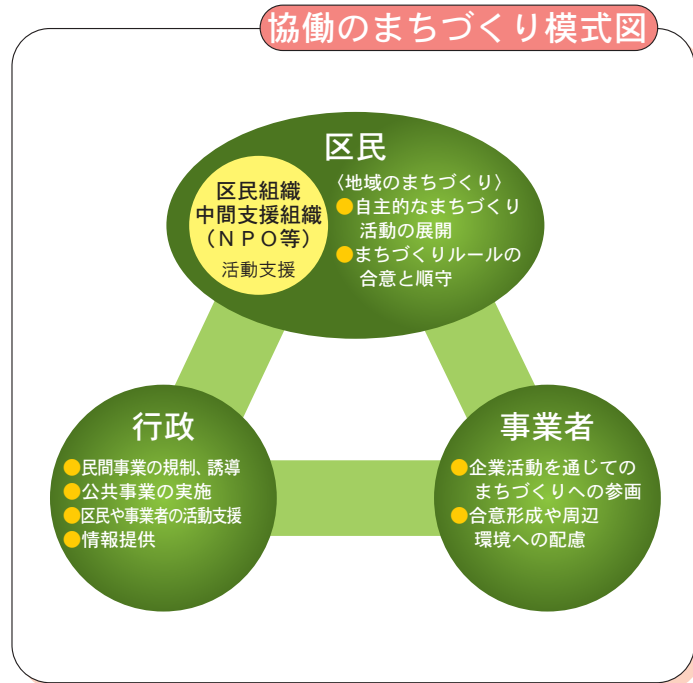 協働のまちづくり模式図
区民
区民組織
中間支援組織
（ＮＰＯ等）
活動支援
〈地域のまちづくり〉
●自主的なまちづくり
活動の展開
●まちづくりルールの
合意と順守
行政
●民間事業の規制、誘導
●公共事業の実施
●区民や事業者の活動支援
●情報提供
事業者
●企業活動を通じての
まちづくりへの参画
●合意形成や周辺
環境への配慮